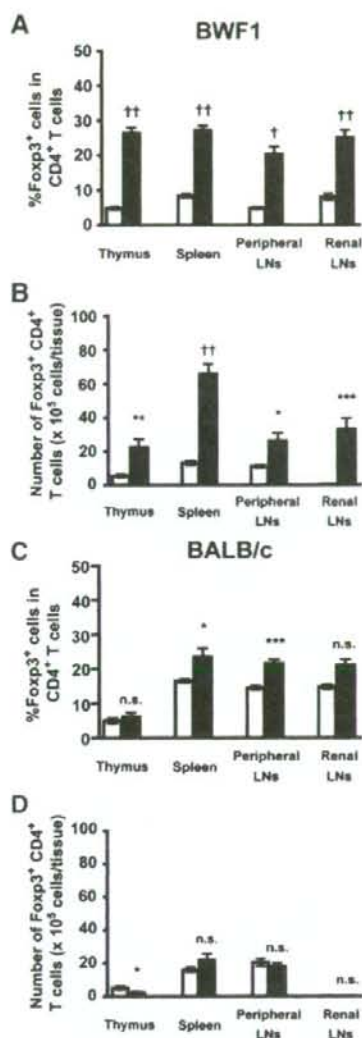 A
BWF1
%Foxp3⁺ cells in
CD4⁺ T cells
50
40
30
20
10
0
††
††
†
††
Thymus
Spleen
Peripheral
LNs
Renal
LNs
B
Number of Foxp3⁺ CD4⁺
T cells (x 10⁵ cells/tissue)
100
80
60
40
20
0
**
††
*
***
Thymus
Spleen
Peripheral
LNs
Renal
LNs
C
BALB/c
%Foxp3⁺ cells in
CD4⁺ T cells
50
40
30
20
10
0
n.s.
*
***
n.s.
Thymus
Spleen
Peripheral
LNs
Renal
LNs
D
Number of Foxp3⁺ CD4⁺
T cells (x 10⁵ cells/tissue)
100
80
60
40
20
0
*
n.s.
n.s.
n.s.
Thymus
Spleen
Peripheral
LNs
Renal
LNs